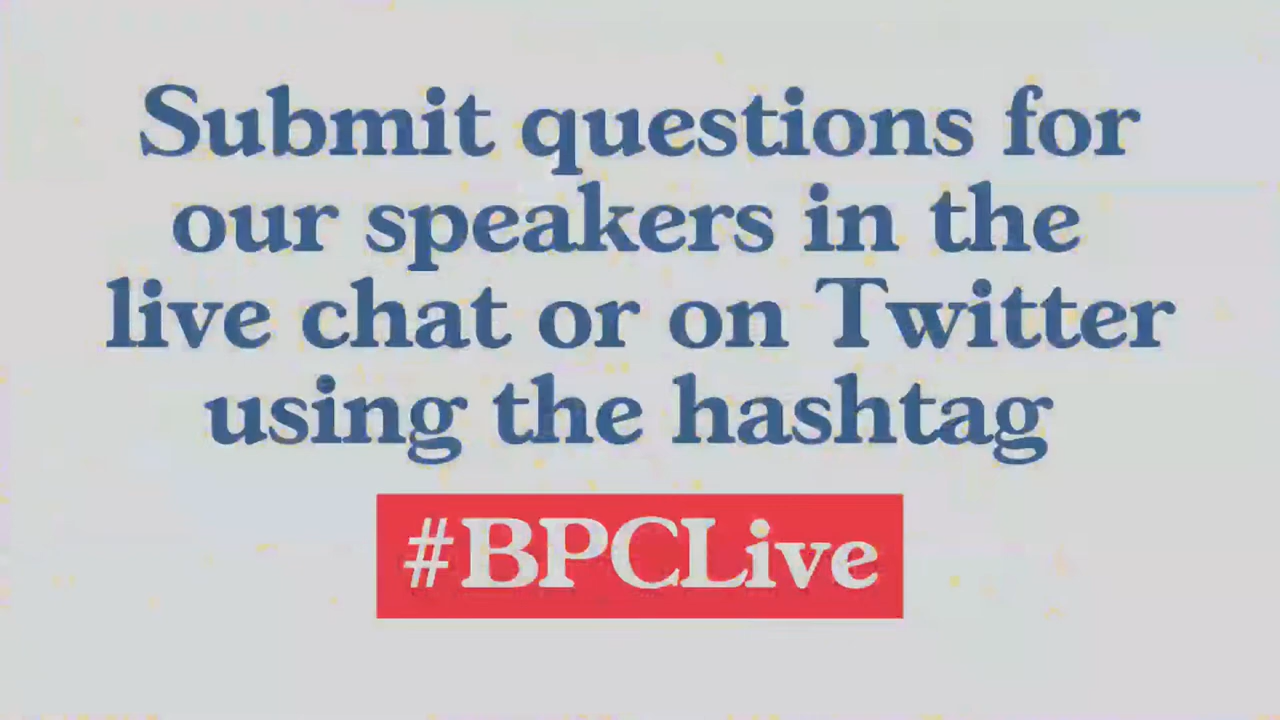 Submit questions for
our speakers in the
live chat or on Twitter
using the hashtag
#BPCLive